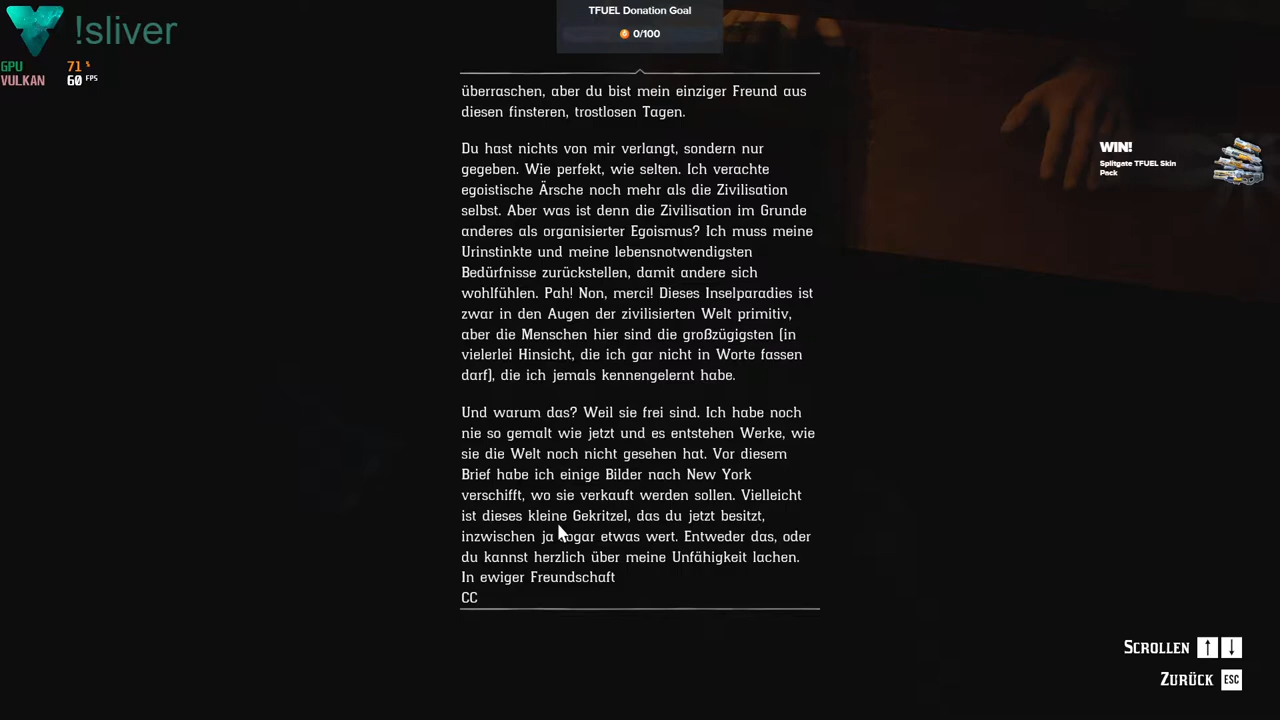 !sliver
TFUEL Donation Goal
0/100
GPU 71 %
VULKAN 60 FPS
überraschen, aber du bist mein einziger Freund aus
diesen finsteren, trostlosen Tagen.
Du hast nichts von mir verlangt, sondern nur
gegeben. Wie perfekt, wie selten. Ich verachte
egoistische Ärsche noch mehr als die Zivilisation
selbst. Aber was ist denn die Zivilisation im Grunde
anderes als organisierter Egoismus? Ich muss meine
Urinstinkte und meine lebensnotwendigsten
Bedürfnisse zurückstellen, damit andere sich
wohlfühlen. Pah! Non, merci! Dieses Inselparadies ist
zwar in den Augen der zivilisierten Welt primitiv,
aber die Menschen hier sind die großzügigsten (in
vielerlei Hinsicht, die ich gar nicht in Worte fassen
darf), die ich jemals kennengelernt habe.
Und warum das? Weil sie frei sind. Ich habe noch
nie so gemalt wie jetzt und es entstehen Werke, wie
sie die Welt noch nicht gesehen hat. Vor diesem
Brief habe ich einige Bilder nach New York
verschifft, wo sie verkauft werden sollen. Vielleicht
ist dieses kleine Gekritzel, das du jetzt besitzt,
inzwischen ja sogar etwas wert. Entweder das, oder
du kannst herzlich über meine Unfähigkeit lachen.
In ewiger Freundschaft
CC
WIN!
Splitgate TFUEL Skin
Pack
SCROLLEN ↑ ↓
ZURÜCK ESC